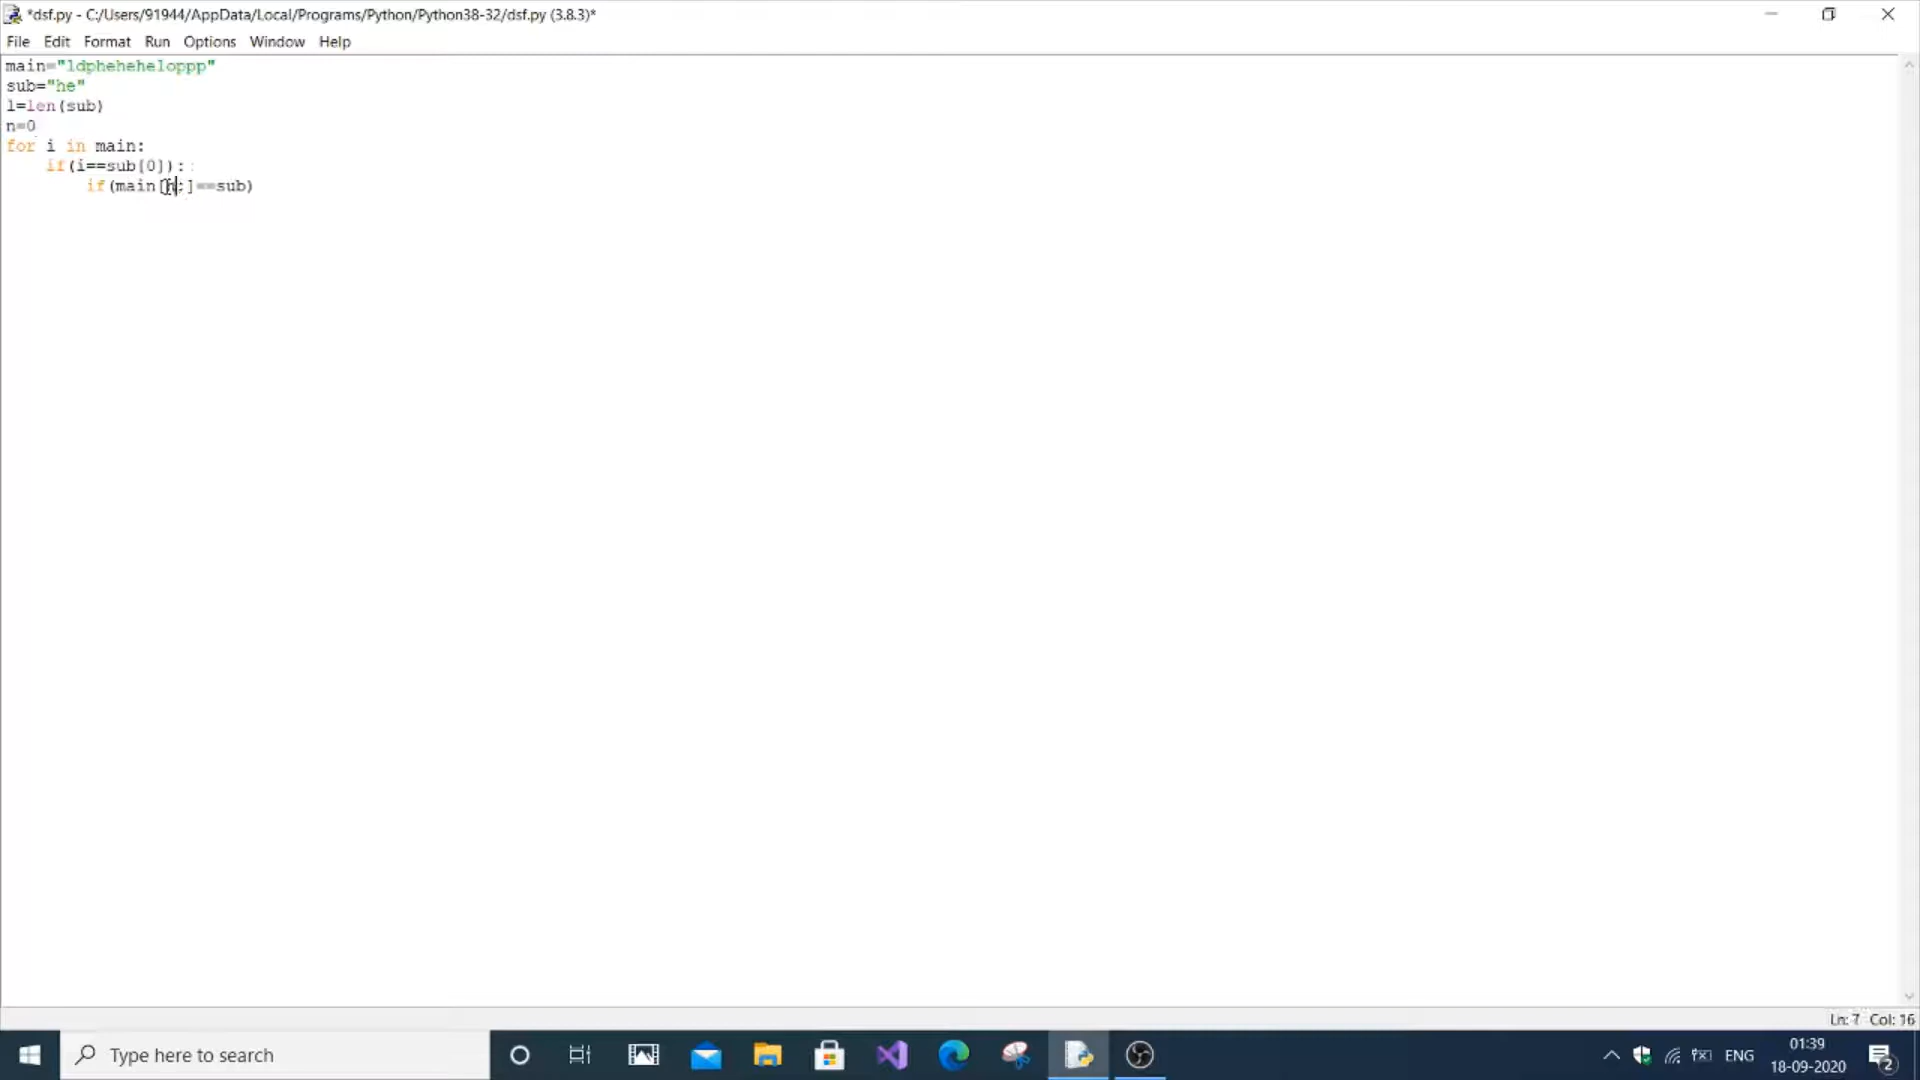 *dsf.py - C:/Users/91944/AppData/Local/Programs/Python/Python38-32/dsf.py (3.8.3)*
File Edit Format Run Options Window Help
main="ldpheheheloppp"
sub="he"
l=len(sub)
n=0
for i in main:
    if(i==sub[0]):
        if(main[n:]==sub)
Ln: 7 Col: 16
Type here to search
ENG
01:39
18-09-2020
2